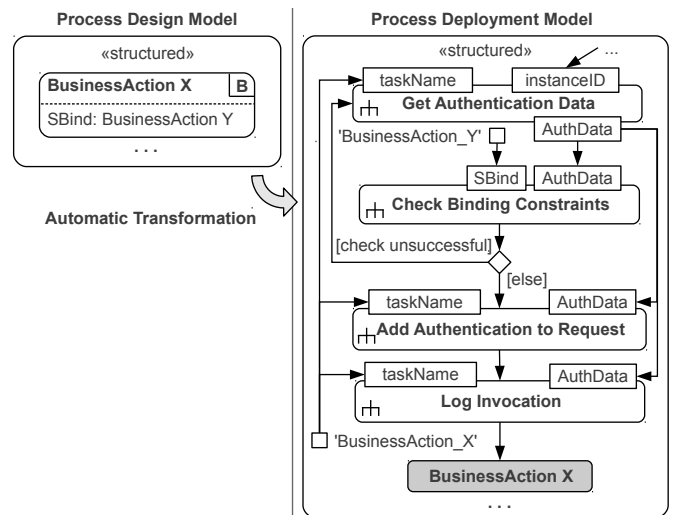 Process Design Model
«structured»
BusinessAction X
B
SBind: BusinessAction Y
. . .
Automatic Transformation
Process Deployment Model
«structured»
...
taskName
instanceID
Get Authentication Data
'BusinessAction_Y'
AuthData
SBind
AuthData
Check Binding Constraints
[check unsuccessful]
[else]
taskName
AuthData
Add Authentication to Request
taskName
AuthData
Log Invocation
'BusinessAction_X'
BusinessAction X
. . .